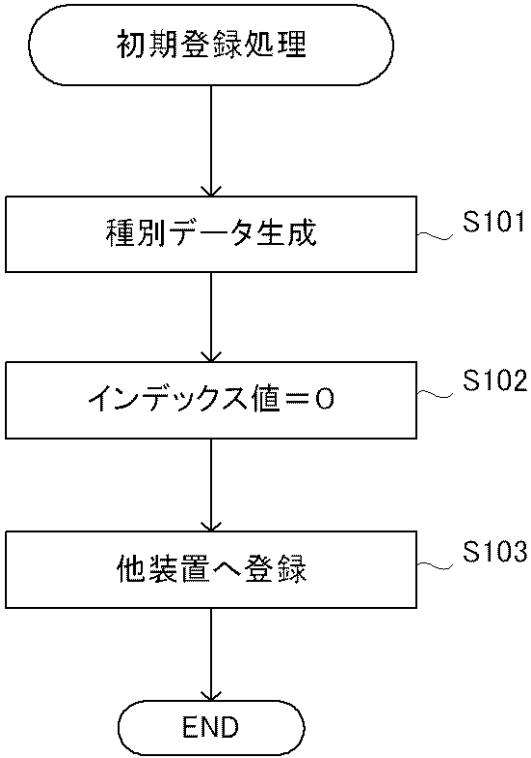 初期登録処理
種別データ生成
S101
インデックス値=0
S102
他装置へ登録
S103
END